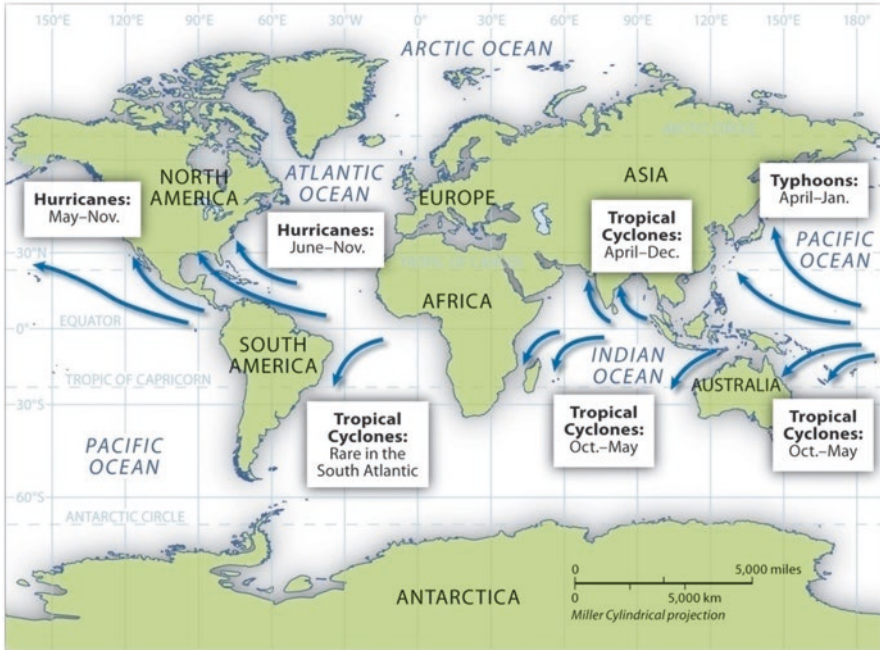 150°W 120°W 90°W 60°W 30°W 0° 30°E 60°E 90°E 120°E 150°E 180°
ARCTIC OCEAN
ARCTIC CIRCLE
NORTH
AMERICA
ATLANTIC
OCEAN
EUROPE
ASIA
Hurricanes:
May–Nov.
Hurricanes:
June–Nov.
Tropical
Cyclones:
April–Dec.
Typhoons:
April–Jan.
PACIFIC
OCEAN
30°N
AFRICA
EQUATOR
0°
SOUTH
AMERICA
INDIAN
OCEAN
TROPIC OF CAPRICORN
AUSTRALIA
30°S
Tropical
Cyclones:
Rare in the
South Atlantic
Tropical
Cyclones:
Oct.–May
Tropical
Cyclones:
Oct.–May
PACIFIC
OCEAN
60°S
ANTARCTIC CIRCLE
ANTARCTICA
0 5,000 miles
0 5,000 km
Miller Cylindrical projection